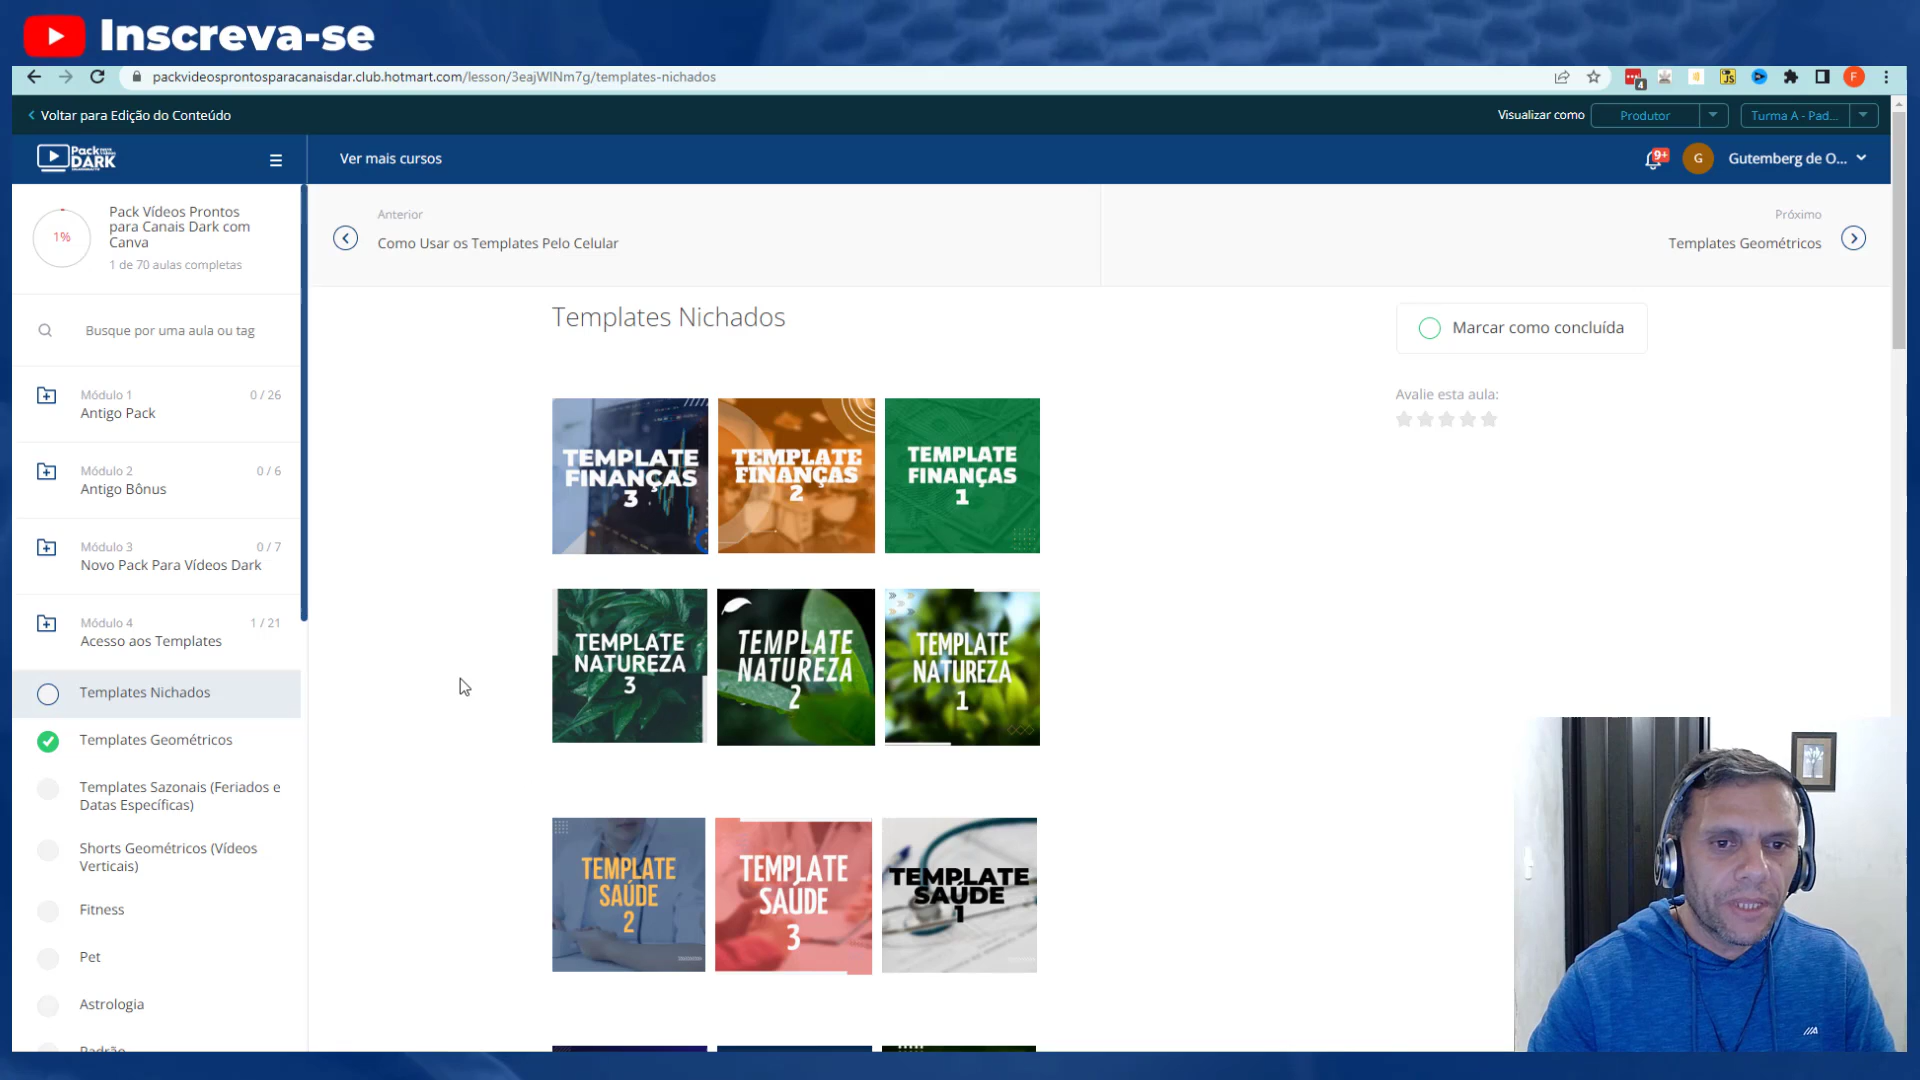 Inscreva-se
packvideosprontosparacanaisdar.club.hotmart.com/lesson/3eajWlNm7g/templates-nichados
4
JS
F
Voltar para Edição do Conteúdo
Visualizar como
Produtor
Turma A - Pad...
Pack
DARK
Ver mais cursos
9+
G
Gutemberg de O...
1%
Pack Vídeos Prontos
para Canais Dark com
Canva
1 de 70 aulas completas
Anterior
Como Usar os Templates Pelo Celular
Próximo
Templates Geométricos
Busque por uma aula ou tag
Módulo 1
0 / 26
Antigo Pack
Módulo 2
0 / 6
Antigo Bônus
Módulo 3
0 / 7
Novo Pack Para Vídeos Dark
Módulo 4
1 / 21
Acesso aos Templates
Templates Nichados
Templates Geométricos
Templates Sazonais (Feriados e
Datas Específicas)
Shorts Geométricos (Vídeos
Verticais)
Fitness
Pet
Astrologia
Padrão
Templates Nichados
Marcar como concluída
Avalie esta aula:
TEMPLATE
FINANÇAS
3
TEMPLATE
FINANÇAS
2
TEMPLATE
FINANÇAS
1
TEMPLATE
NATUREZA
3
TEMPLATE
NATUREZA
2
TEMPLATE
NATUREZA
1
TEMPLATE
SAÚDE
2
TEMPLATE
SAÚDE
3
TEMPLATE
SAÚDE
1